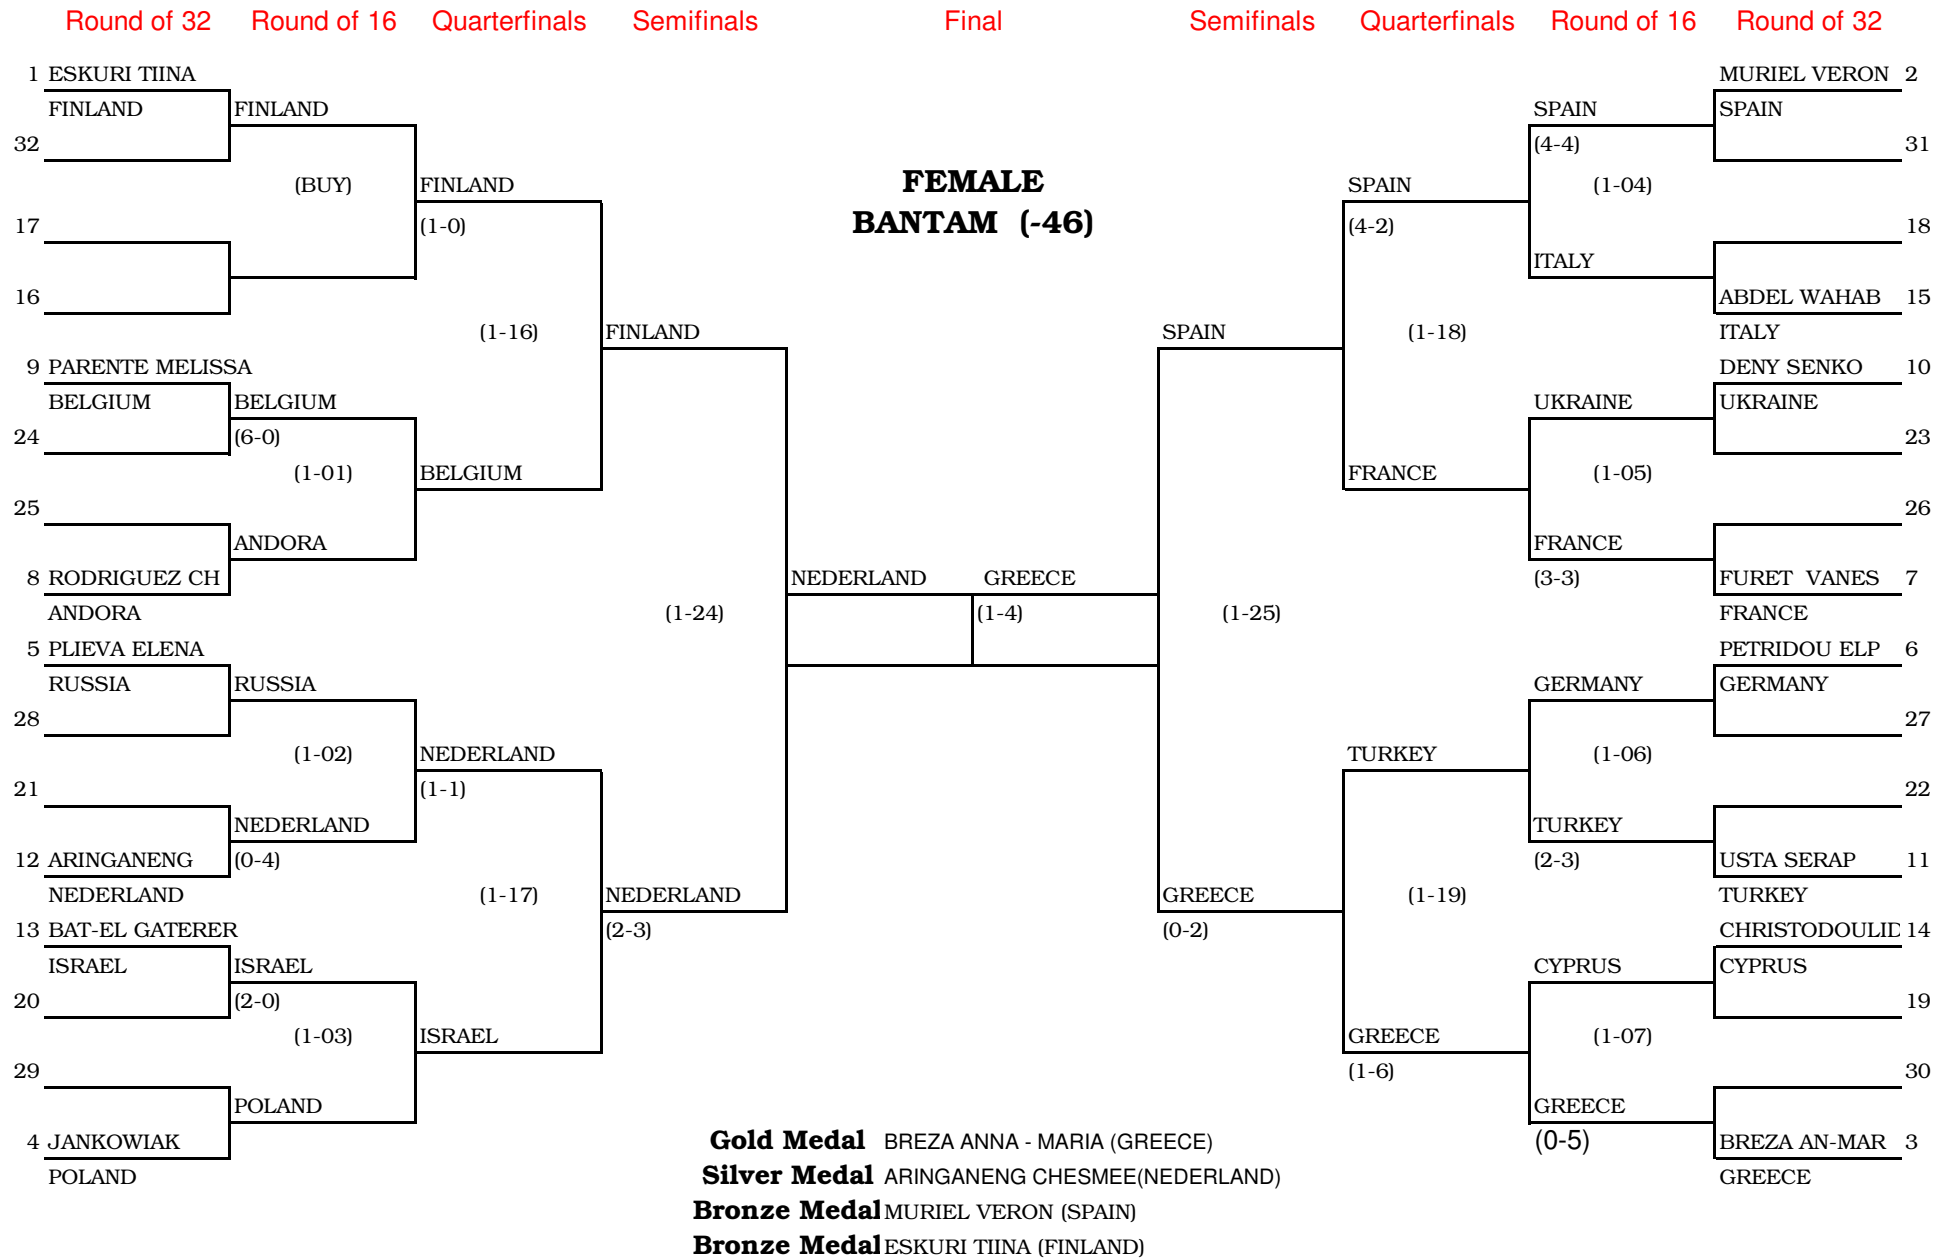 Round of 32 Round of 16 Quarterfinals Semifinals Final Semifinals Quarterfinals Round of 16 Round of 32
1 ESKURI TIINA MURIEL VERON 2
FINLAND FINLAND SPAIN SPAIN
32 (4-4) 31
(BUY) FINLAND FEMALE SPAIN (1-04)
17 (1-0) BANTAM (-46) (4-2) 18
ITALY
16 ABDEL WAHAB 15
(1-16) FINLAND SPAIN (1-18) ITALY
9 PARENTE MELISSA DENY SENKO 10
BELGIUM BELGIUM UKRAINE UKRAINE
24 (6-0) 23
(1-01) BELGIUM FRANCE (1-05)
25 26
ANDORA FRANCE
8 RODRIGUEZ CH NEDERLAND GREECE (3-3) FURET VANES 7
ANDORA (1-24) (1-4) (1-25) FRANCE
5 PLIEVA ELENA PETRIDOU ELP 6
RUSSIA RUSSIA GERMANY GERMANY
28 27
(1-02) NEDERLAND TURKEY (1-06)
21 (1-1) 22
NEDERLAND TURKEY
12 ARINGANENG (0-4) (2-3) USTA SERAP 11
NEDERLAND (1-17) NEDERLAND GREECE (1-19) TURKEY
13 BAT-EL GATERER (2-3) (0-2) CHRISTODOULID 14
ISRAEL ISRAEL CYPRUS CYPRUS
20 (2-0) 19
(1-03) ISRAEL GREECE (1-07)
29 (1-6) 30
POLAND GREECE
4 JANKOWIAK Gold Medal BREZA ANNA - MARIA (GREECE) (0-5) BREZA AN-MAR 3
POLAND Silver Medal ARINGANENG CHESMEE(NEDERLAND) GREECE
Bronze Medal MURIEL VERON (SPAIN)
Bronze Medal ESKURI TIINA (FINLAND)